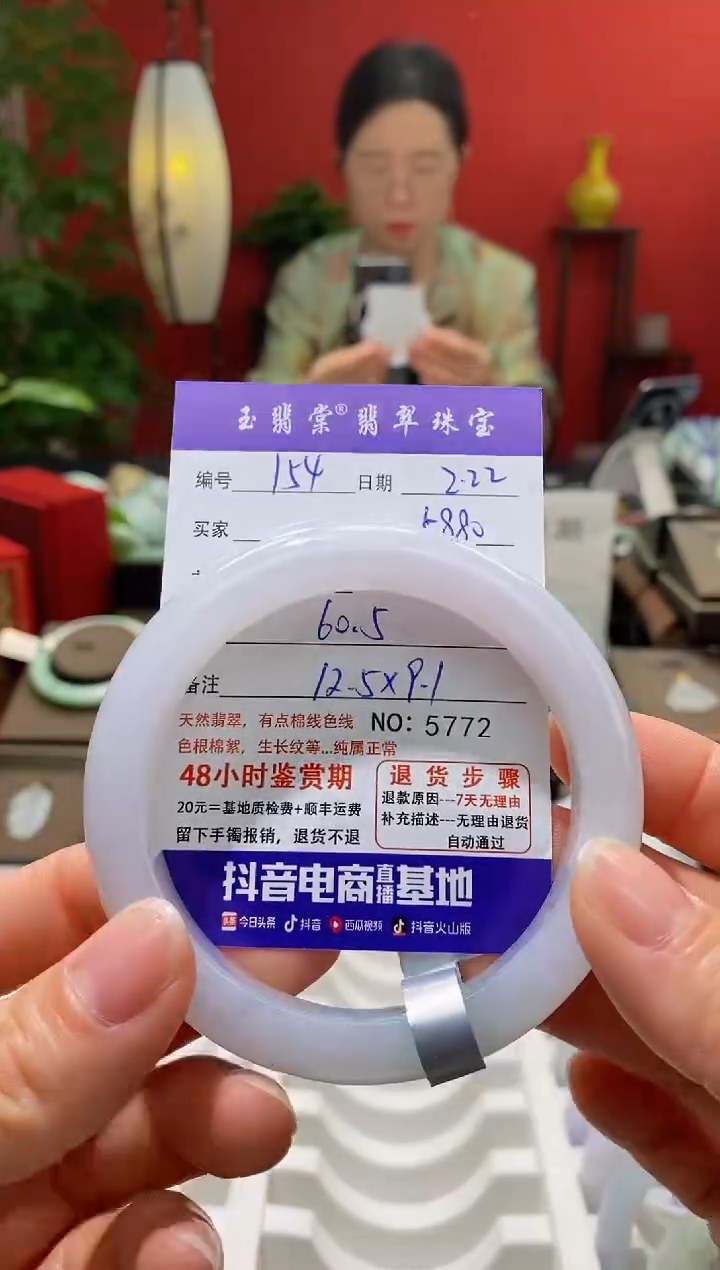 玉翡棠®翡翠珠宝
编号 154 日期 2.22
买家
60.5
备注 12.5×9.1
天然翡翠，有点棉线色线 NO: 5772
色根棉絮，生长纹等...纯属正常
48小时鉴赏期
20元＝基地质检费+顺丰运费
留下手镯报销，退货不退
退货步骤
退款原因---7天无理由
补充描述---无理由退货
自动通过
抖音电商直播基地
头条 今日头条 抖音 西瓜视频 抖音火山版